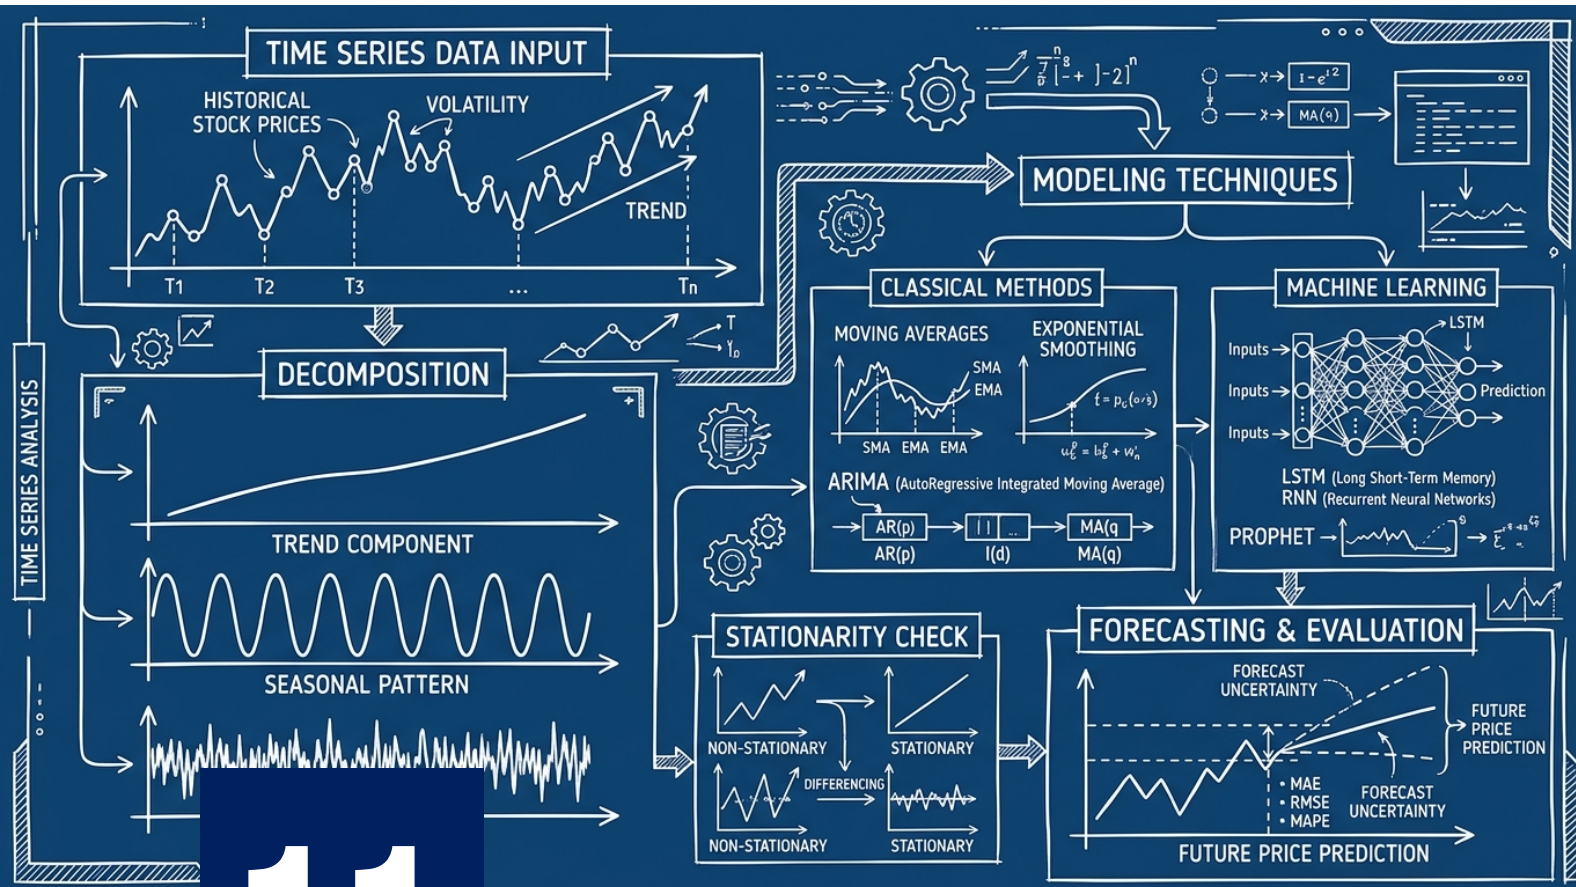 TIME SERIES DATA INPUT
HISTORICAL
STOCK PRICES
VOLATILITY
TREND
T1
T2
T3
...
Tn
TIME SERIES ANALYSIS
DECOMPOSITION
TREND COMPONENT
SEASONAL PATTERN
11
MA(q)
MODELING TECHNIQUES
CLASSICAL METHODS
MOVING AVERAGES
SMA
EMA
SMA EMA EMA
EXPONENTIAL
SMOOTHING
ARIMA (AutoRegressive Integrated Moving Average)
AR(p)
MA(q
AR(p)
I(d)
MA(q)
MACHINE LEARNING
LSTM
Inputs
Inputs
Inputs
Prediction
LSTM (Long Short-Term Memory)
RNN (Recurrent Neural Networks)
PROPHET
STATIONARITY CHECK
NON-STATIONARY
STATIONARY
DIFFERENCING
NON-STATIONARY
STATIONARY
FORECASTING & EVALUATION
FORECAST
UNCERTAINTY
FUTURE
PRICE
PREDICTION
• MAE
• RMSE
• MAPE
FORECAST
UNCERTAINTY
FUTURE PRICE PREDICTION